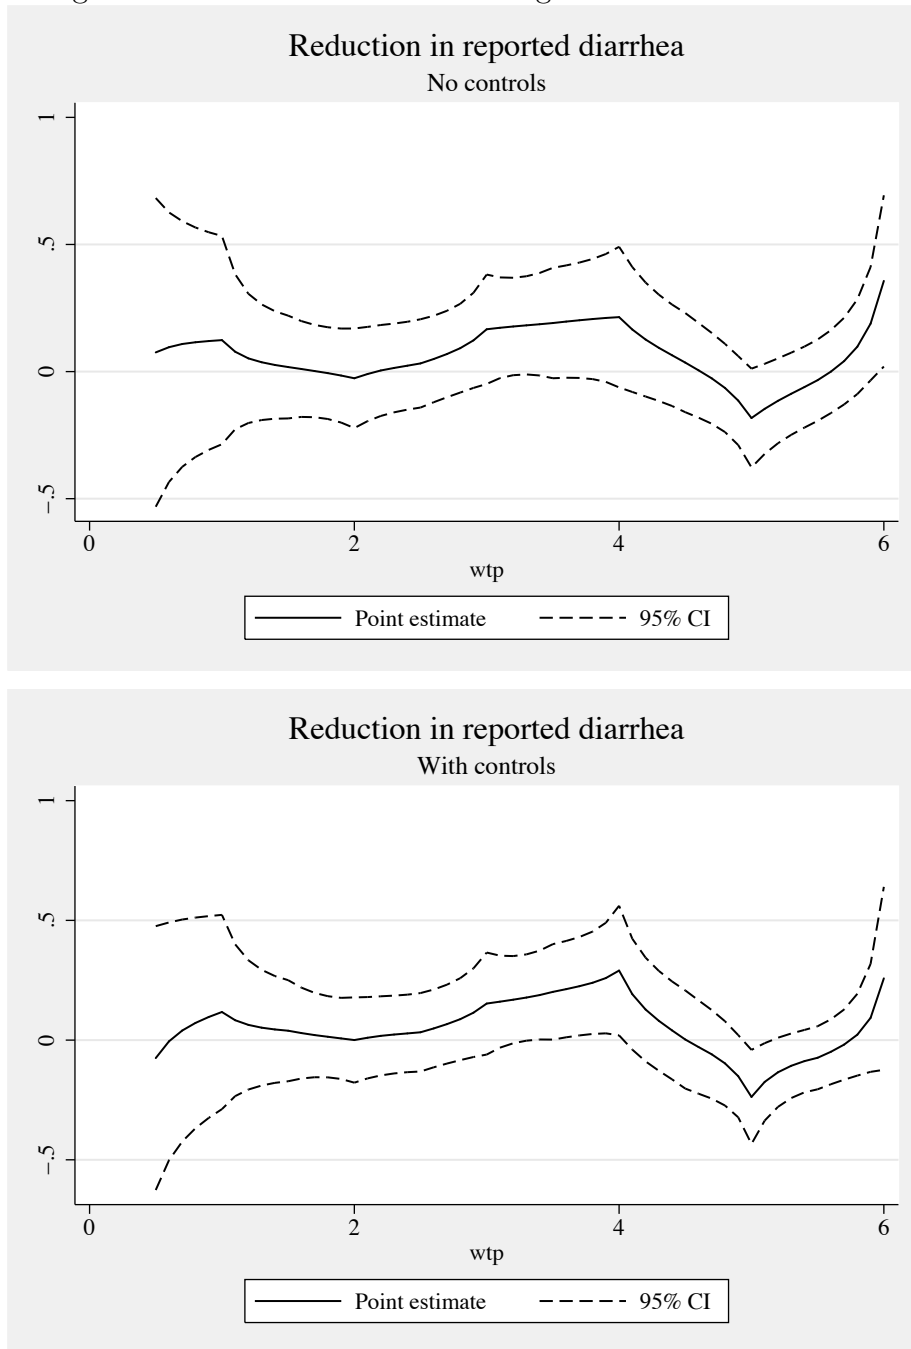 Reduction in reported diarrhea
No controls
1
.5
0
−.5
0 2 4 6
wtp
Point estimate 95% CI
Reduction in reported diarrhea
With controls
1
.5
0
−.5
0 2 4 6
wtp
Point estimate 95% CI